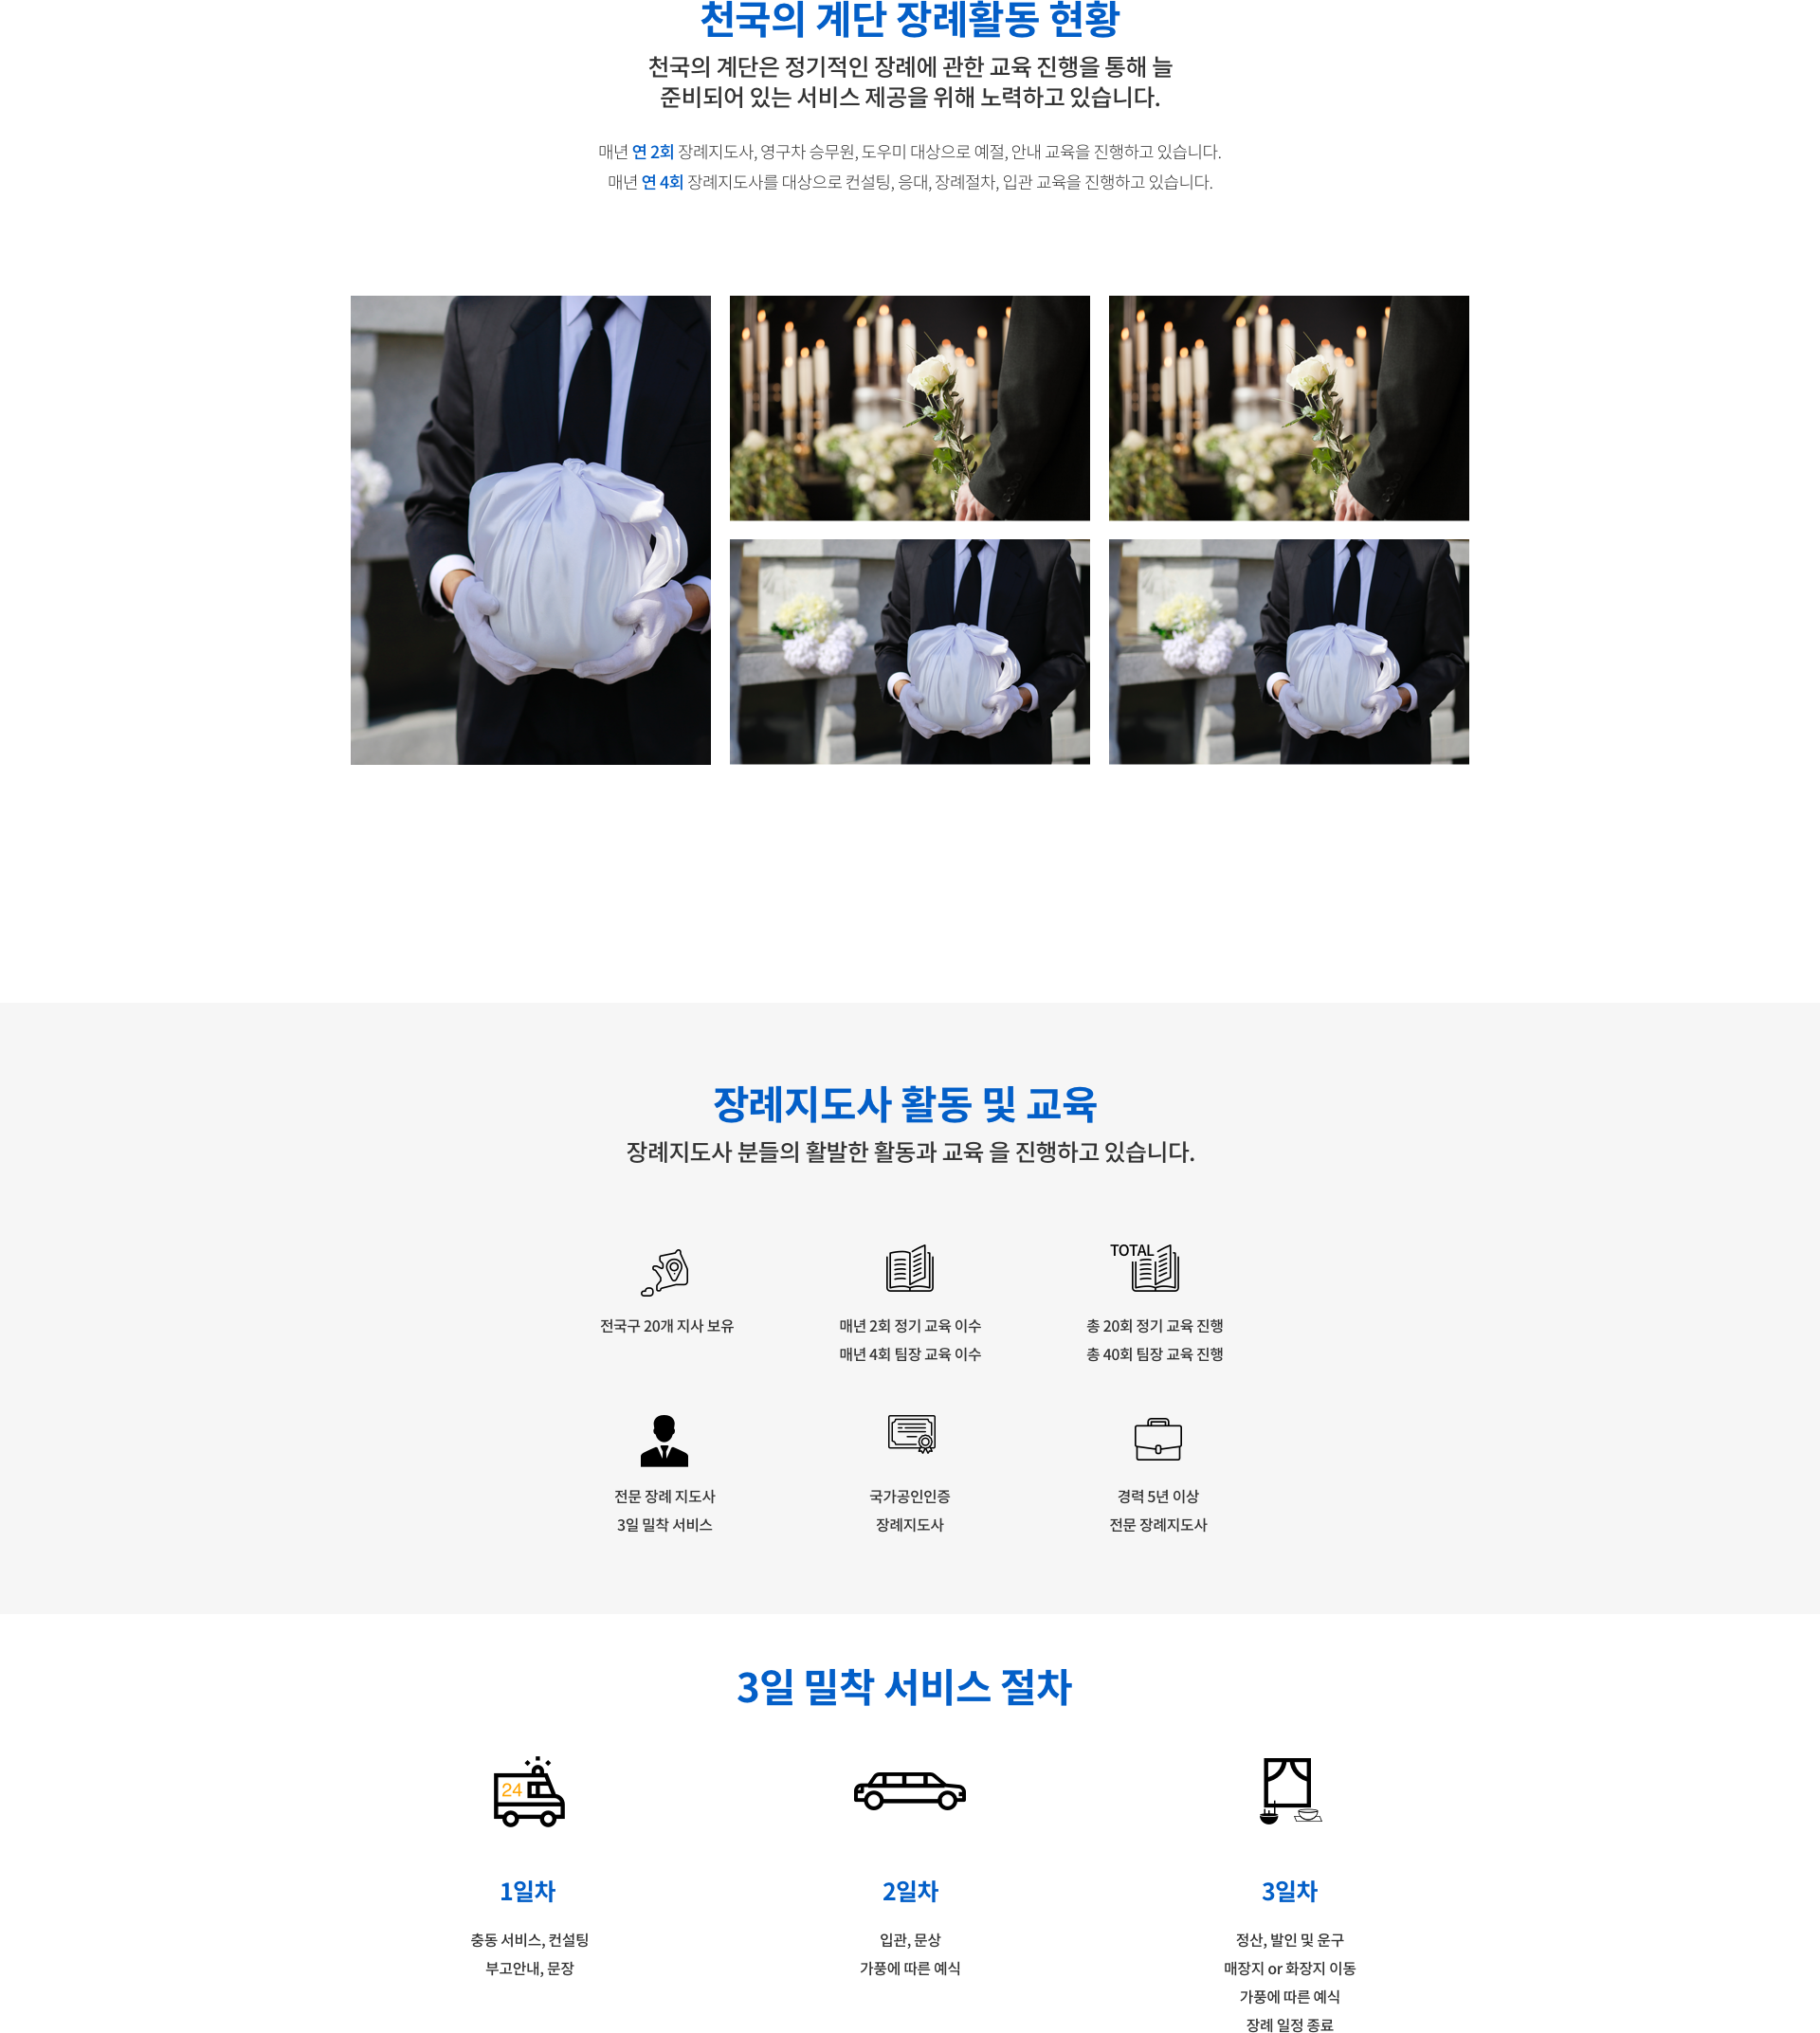 천국의 계단 장례활동 현황
천국의 계단은 정기적인 장례에 관한 교육 진행을 통해 늘
준비되어 있는 서비스 제공을 위해 노력하고 있습니다.
매년 연 2회 장례지도사, 영구차 승무원, 도우미 대상으로 예절, 안내 교육을 진행하고 있습니다.
매년 연 4회 장례지도사를 대상으로 컨설팅, 응대, 장례절차, 입관 교육을 진행하고 있습니다.
장례지도사 활동 및 교육
장례지도사 분들의 활발한 활동과 교육 을 진행하고 있습니다.
TOTAL
전국구 20개 지사 보유
매년 2회 정기 교육 이수
매년 4회 팀장 교육 이수
총 20회 정기 교육 진행
총 40회 팀장 교육 진행
전문 장례 지도사
3일 밀착 서비스
국가공인인증
장례지도사
경력 5년 이상
전문 장례지도사
3일 밀착 서비스 절차
24
1일차
충동 서비스, 컨설팅
부고안내, 문장
2일차
입관, 문상
가풍에 따른 예식
3일차
정산, 발인 및 운구
매장지 or 화장지 이동
가풍에 따른 예식
장례 일정 종료